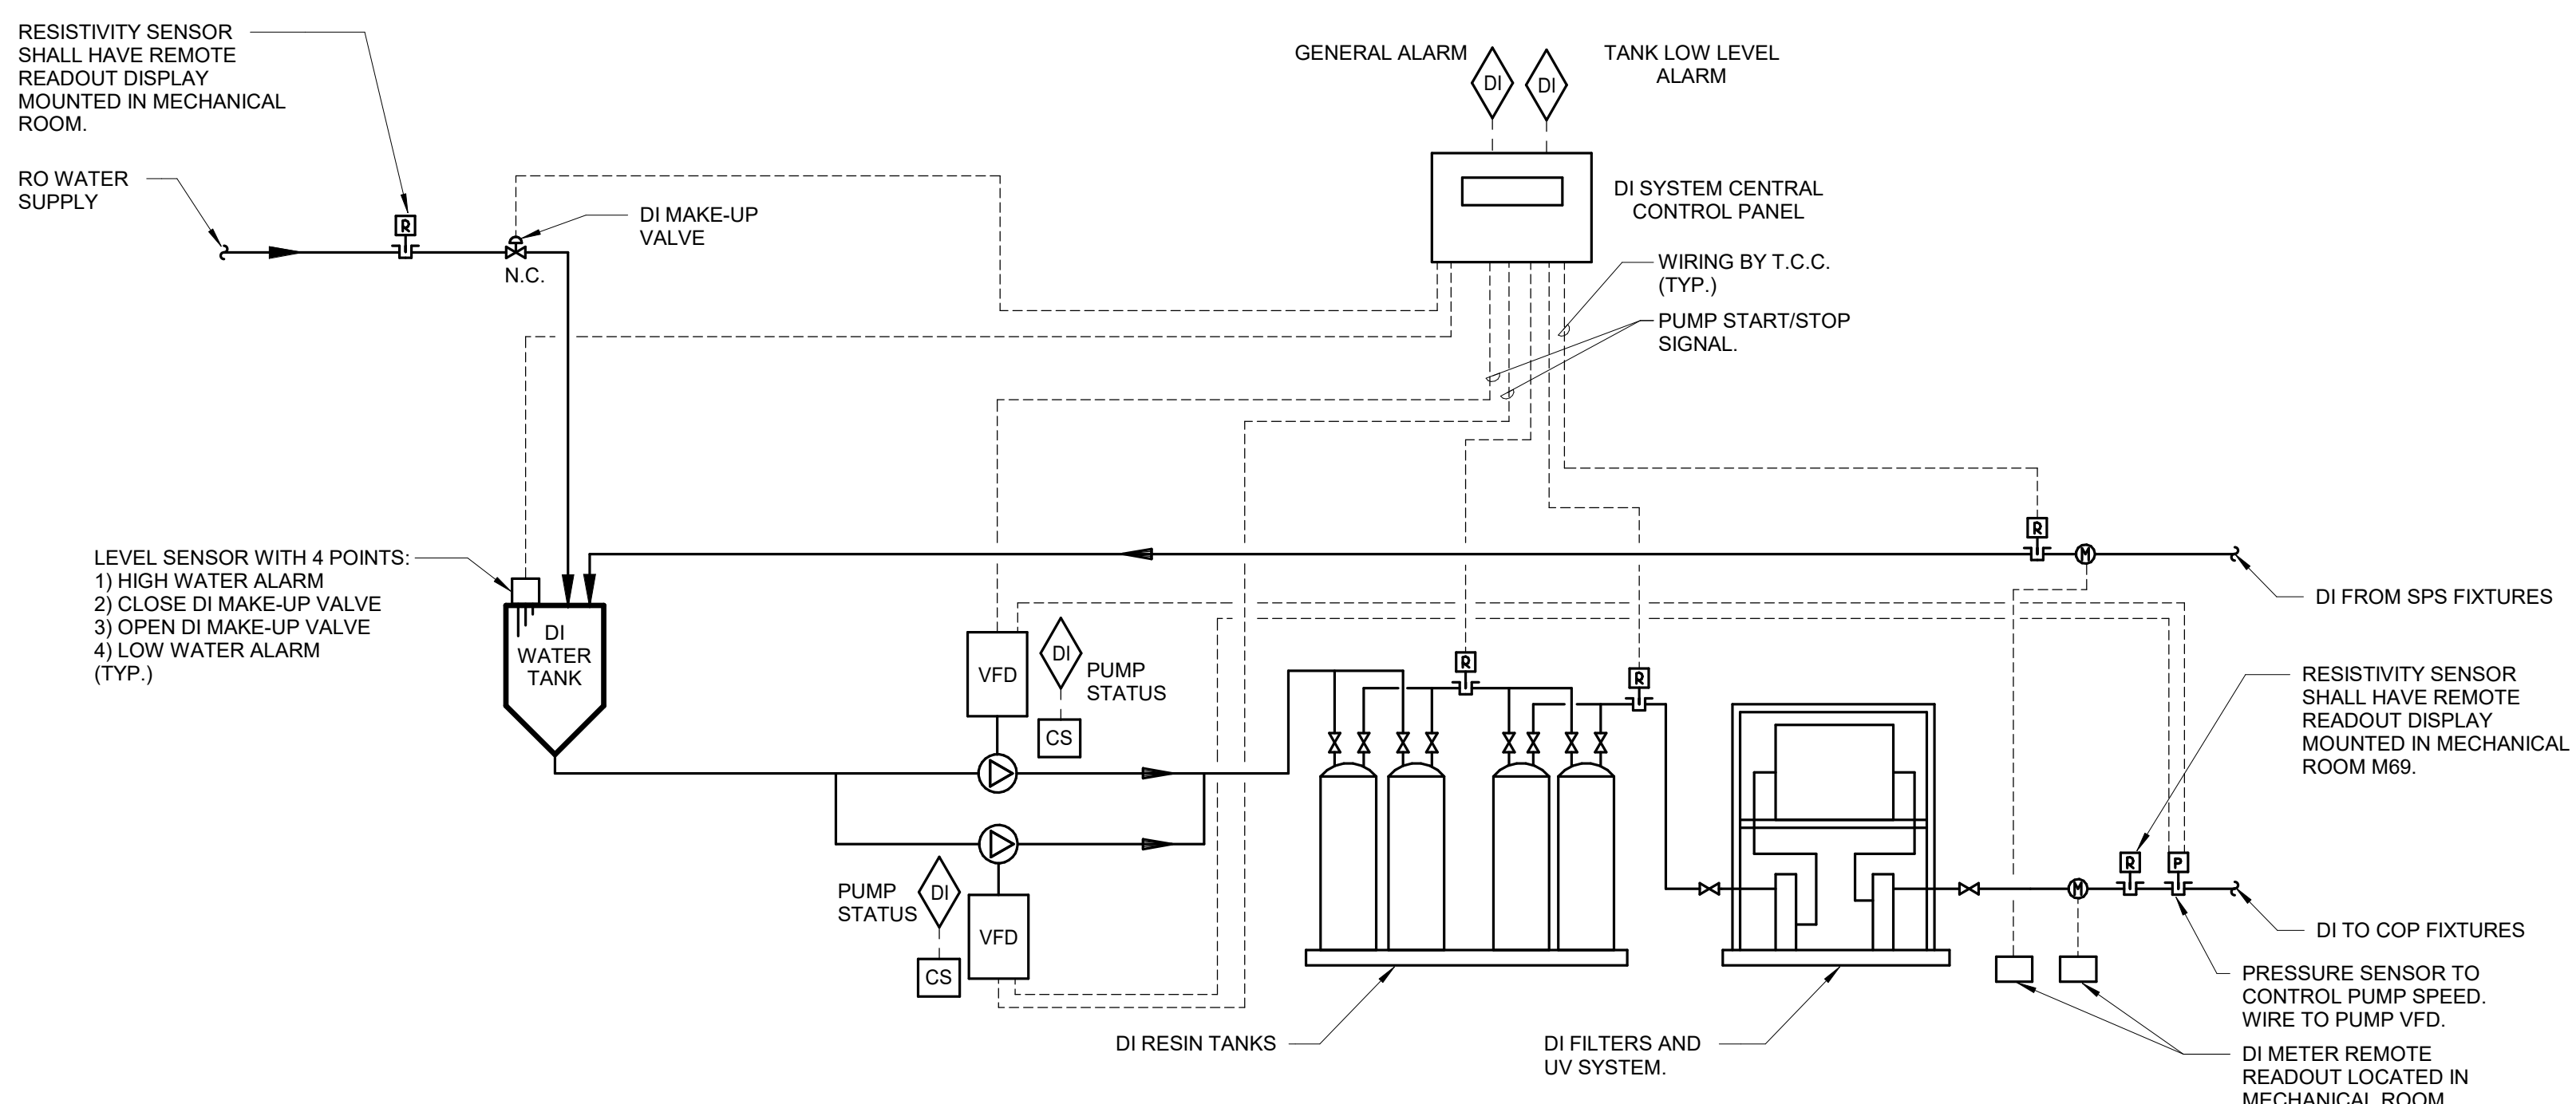 RESISTIVITY SENSOR
SHALL HAVE REMOTE
READOUT DISPLAY
MOUNTED IN MECHANICAL
ROOM.
GENERAL ALARM
DI
DI
TANK LOW LEVEL
ALARM
RO WATER
SUPPLY
R
DI MAKE-UP
VALVE
N.C.
DI SYSTEM CENTRAL
CONTROL PANEL
WIRING BY T.C.C.
(TYP.)
PUMP START/STOP
SIGNAL.
LEVEL SENSOR WITH 4 POINTS:
1) HIGH WATER ALARM
2) CLOSE DI MAKE-UP VALVE
3) OPEN DI MAKE-UP VALVE
4) LOW WATER ALARM
(TYP.)
DI
WATER
TANK
R
M
DI FROM SPS FIXTURES
VFD
DI
PUMP
STATUS
CS
R
R
RESISTIVITY SENSOR
SHALL HAVE REMOTE
READOUT DISPLAY
MOUNTED IN MECHANICAL
ROOM M69.
PUMP
STATUS
DI
CS
VFD
M
R
P
DI TO COP FIXTURES
PRESSURE SENSOR TO
CONTROL PUMP SPEED.
WIRE TO PUMP VFD.
DI RESIN TANKS
DI FILTERS AND
UV SYSTEM.
DI METER REMOTE
READOUT LOCATED IN
MECHANICAL ROOM